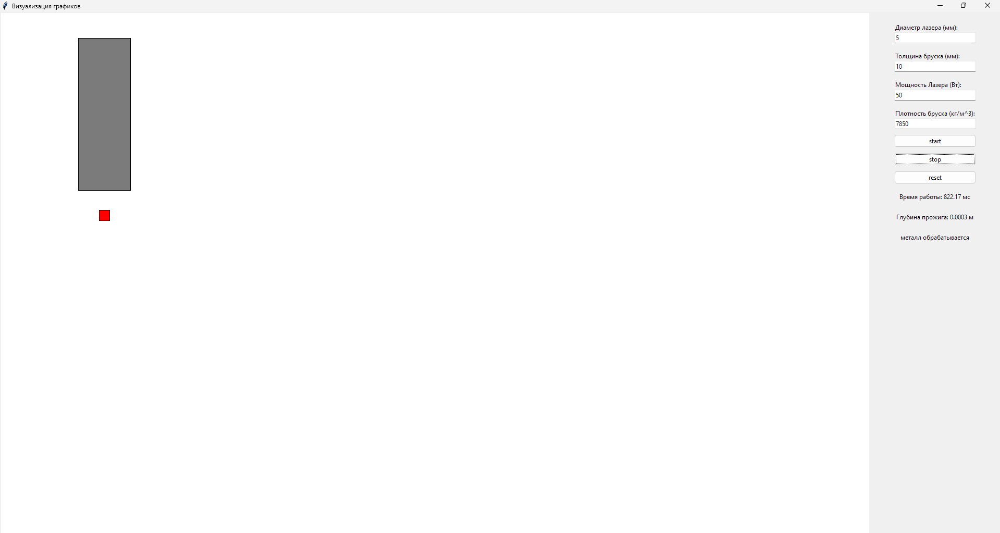 Визуализация графиков
Диаметр лазера (мм):
5
Толщина бруска (мм):
10
Мощность Лазера (Вт):
50
Плотность бруска (кг/м^3):
7850
start
stop
reset
Время работы: 822.17 мс
Глубина прожига: 0.0003 м
металл обрабатывается